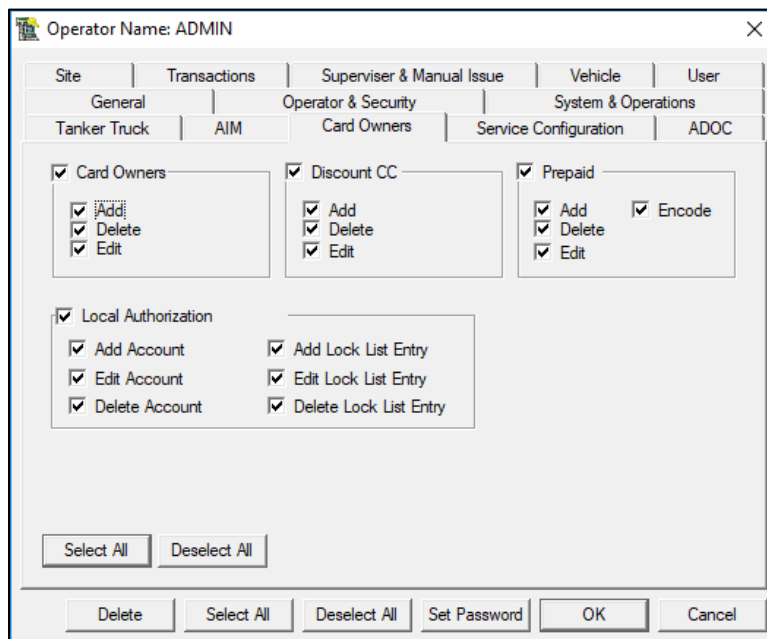 Operator Name: ADMIN
Site Transactions Superviser & Manual Issue Vehicle User
General Operator & Security System & Operations
Tanker Truck AIM Card Owners Service Configuration ADOC
Card Owners Discount CC Prepaid
Add Add Add Encode
Delete Delete Delete
Edit Edit Edit
Local Authorization
Add Account Add Lock List Entry
Edit Account Edit Lock List Entry
Delete Account Delete Lock List Entry
Select All Deselect All
Delete Select All Deselect All Set Password OK Cancel